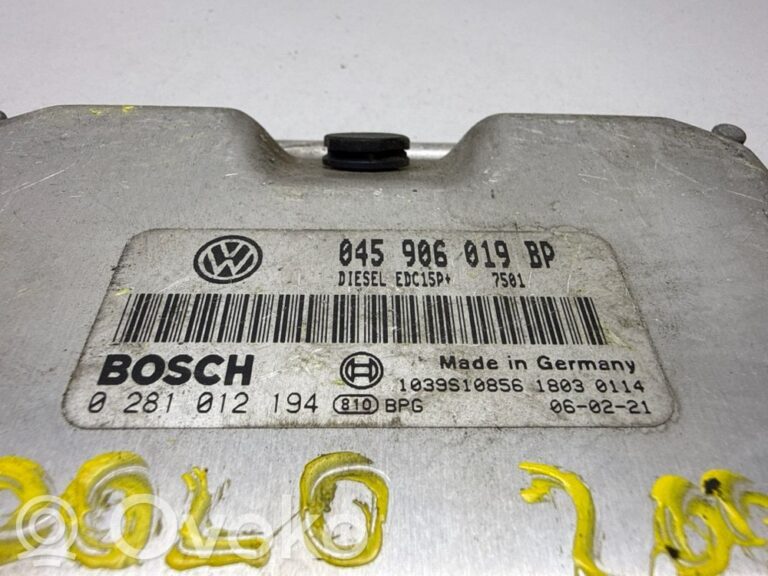 045 906 019 BP
DIESEL EDC15P+ 7501
BOSCH
Made in Germany
1039S10856 1803 0114
0 281 012 194 810 BPG 06-02-21
Ovoko